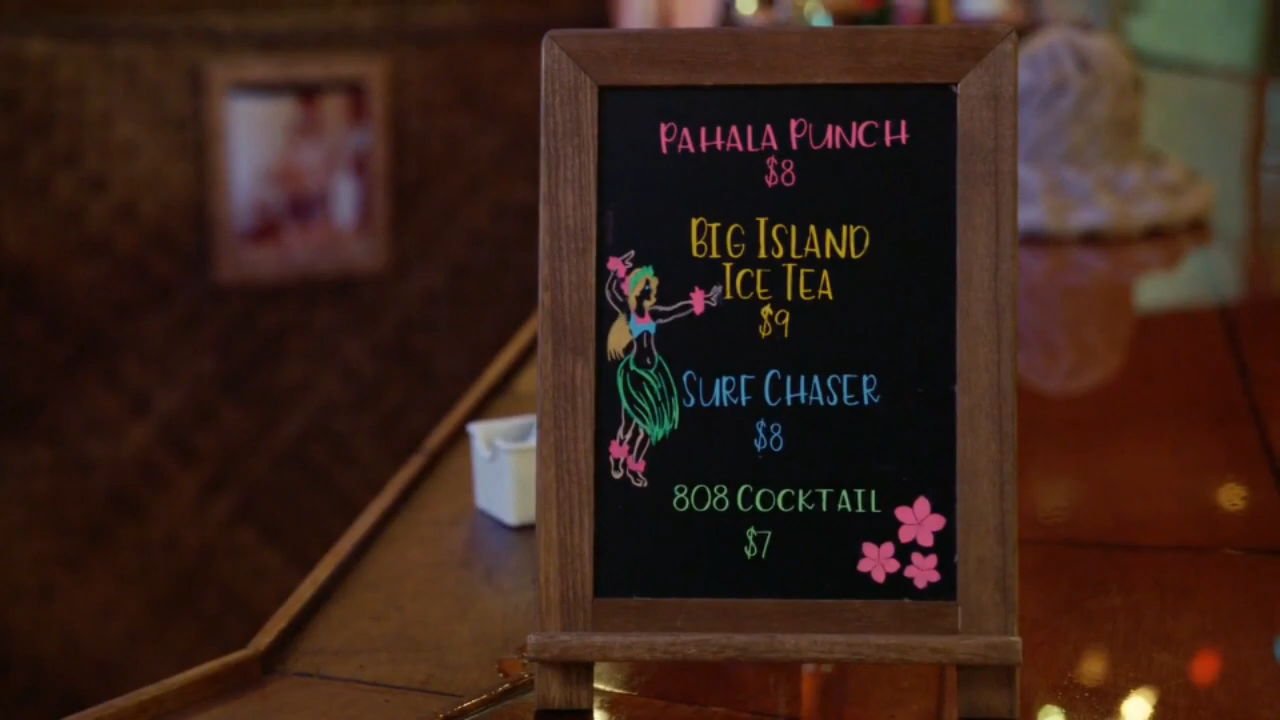 PAHALA PUNCH
$8
BIG ISLAND
ICE TEA
$9
SURF CHASER
$8
808 COCKTAIL
$7